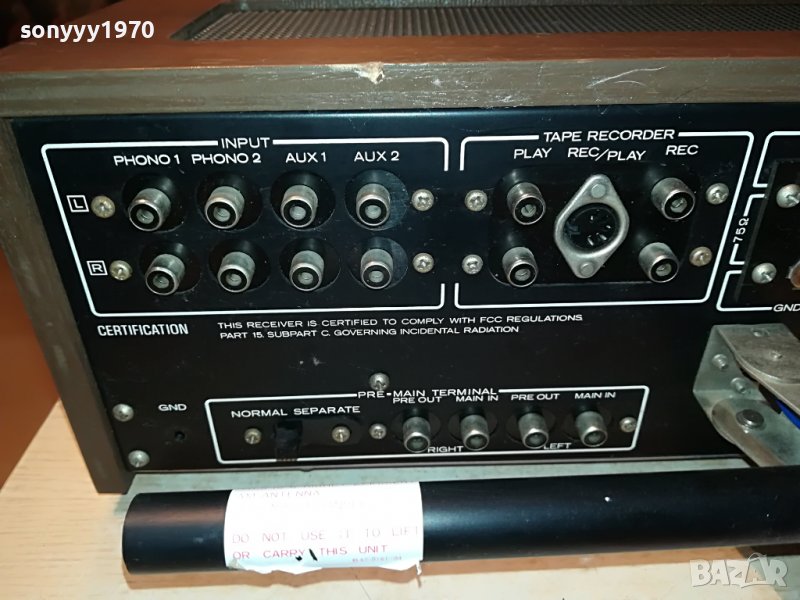 sonyyy1970
INPUT
TAPE RECORDER
PHONO 1 PHONO 2 AUX 1 AUX 2
PLAY REC/PLAY REC
L
R
75Ω
GND
CERTIFICATION
THIS RECEIVER IS CERTIFIED TO COMPLY WITH FCC REGULATIONS.
PART 15, SUBPART C. GOVERNING INCIDENTAL RADIATION
PRE-MAIN TERMINAL
GND
NORMAL SEPARATE
PRE OUT MAIN IN PRE OUT MAIN IN
RIGHT LEFT
AM ANTENNA
DO NOT USE IT TO LIFT
OR CARRY THIS UNIT
BAZAR